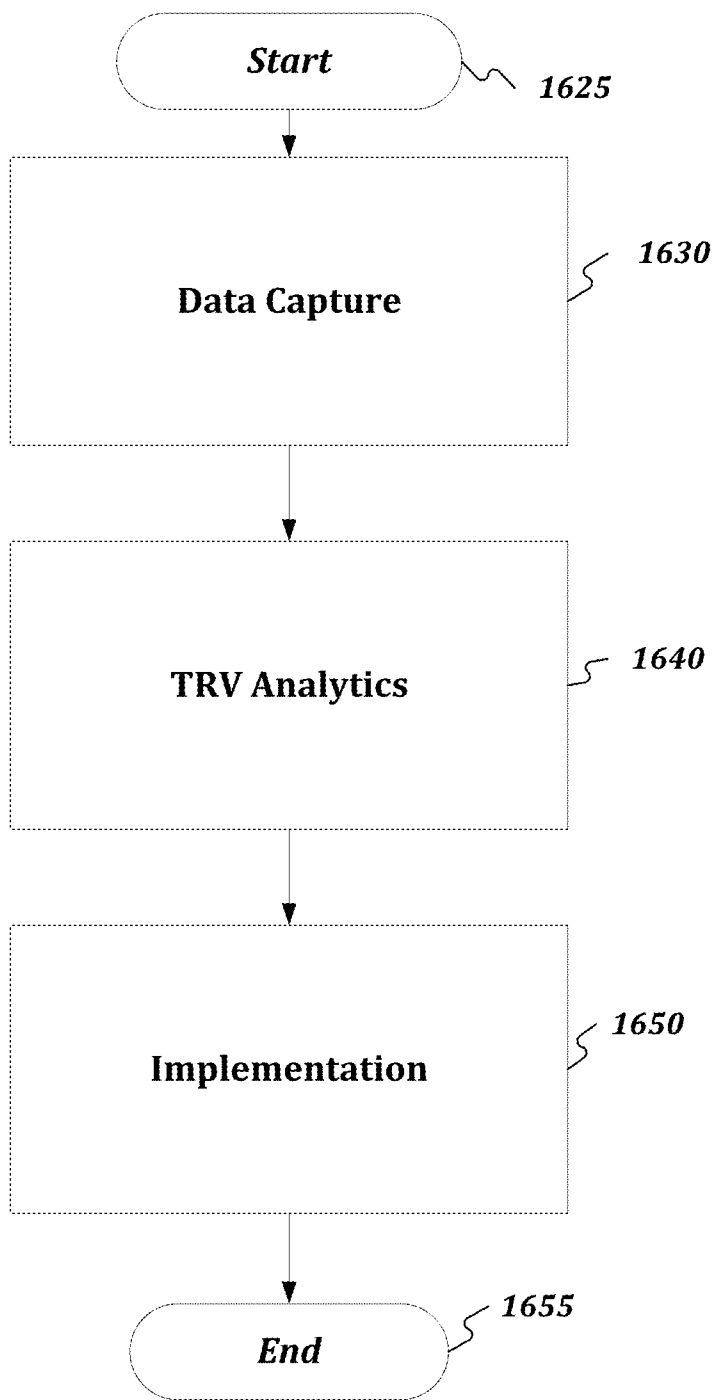 Start
1625
Data Capture
1630
TRV Analytics
1640
Implementation
1650
End
1655